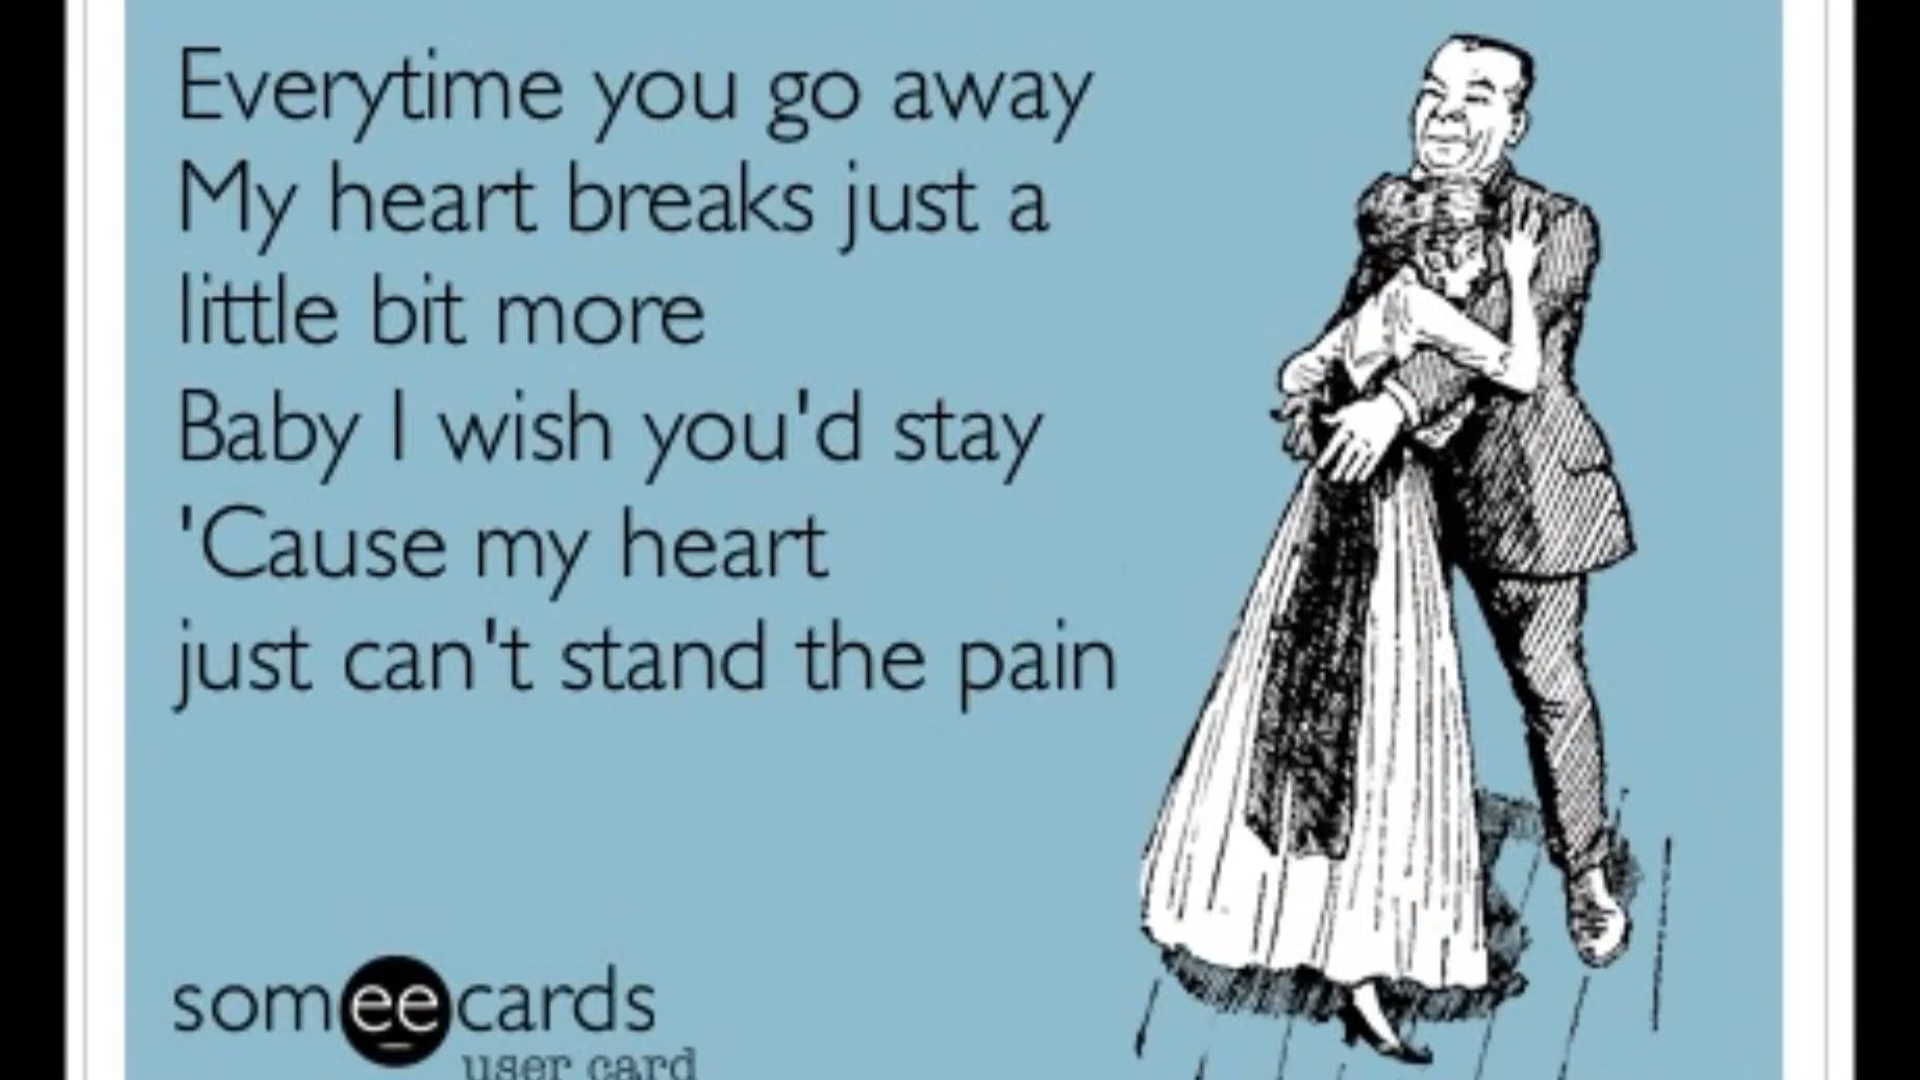 Everytime you go away
My heart breaks just a
little bit more
Baby I wish you'd stay
'Cause my heart
just can't stand the pain
someecards
user card